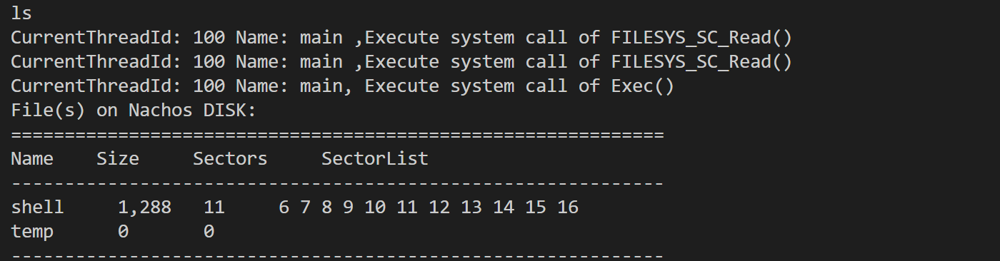 ls
CurrentThreadId: 100 Name: main ,Execute system call of FILESYS_SC_Read()
CurrentThreadId: 100 Name: main ,Execute system call of FILESYS_SC_Read()
CurrentThreadId: 100 Name: main, Execute system call of Exec()
File(s) on Nachos DISK:
=============================================================
Name    Size     Sectors     SectorList
-------------------------------------------------------------
shell     1,288   11     6 7 8 9 10 11 12 13 14 15 16
temp      0       0
-------------------------------------------------------------